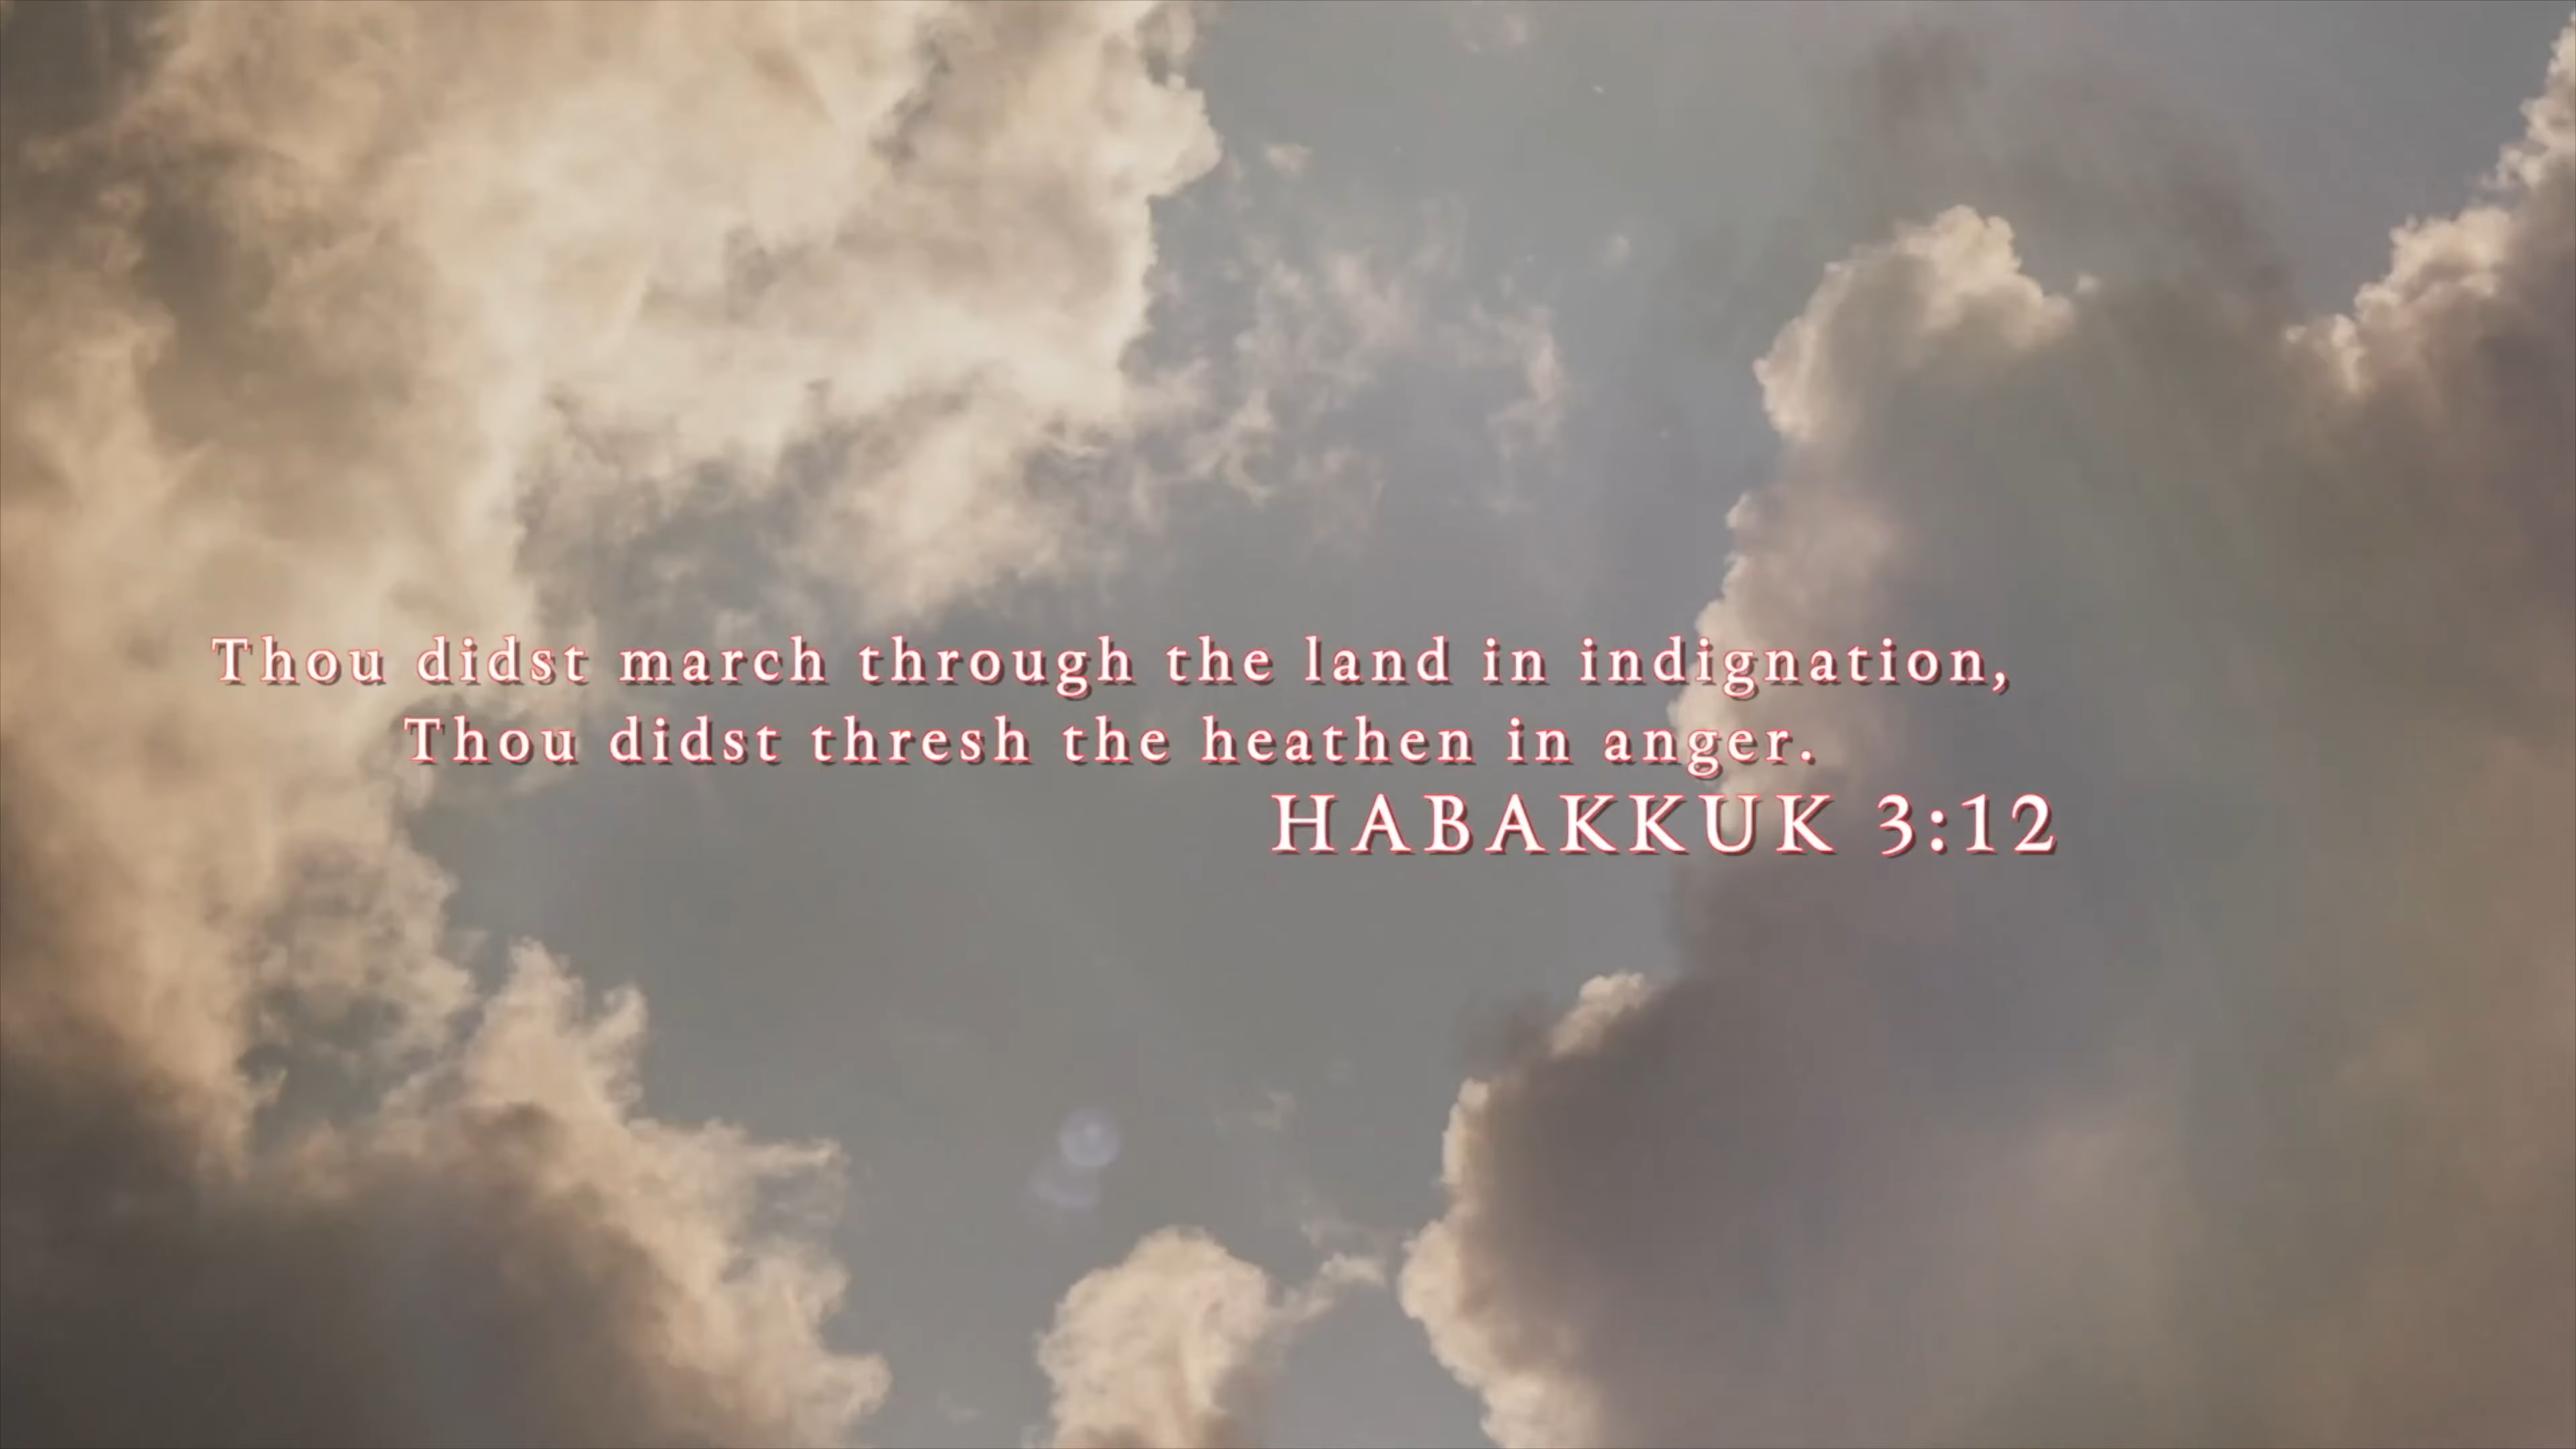 Thou didst march through the land in indignation,
Thou didst thresh the heathen in anger.
HABAKKUK 3:12